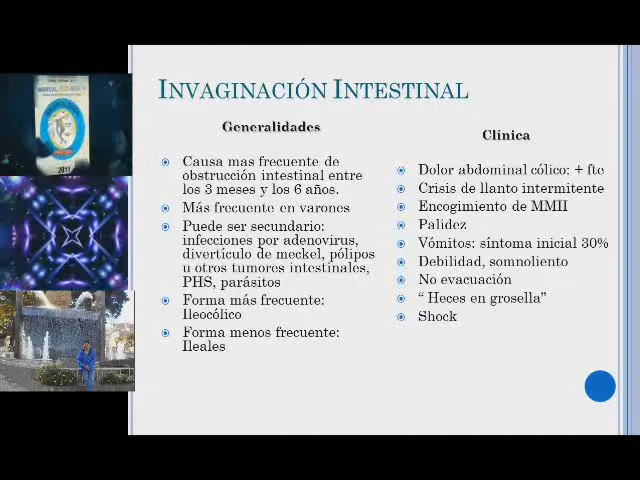 INVAGINACIÓN INTESTINAL
Generalidades
Causa mas frecuente de
obstrucción intestinal entre
los 3 meses y los 6 años.
Más frecuente en varones
Puede ser secundario:
infecciones por adenovirus,
divertículo de meckel, pólipos
u otros tumores intestinales,
PHS, parásitos
Forma más frecuente:
Ileocólico
Forma menos frecuente:
Ileales
Clínica
Dolor abdominal cólico: + fte
Crisis de llanto intermitente
Encogimiento de MMII
Palidez
Vómitos: síntoma inicial 30%
Debilidad, somnoliento
No evacuación
“ Heces en grosella”
Shock
MANUAL
2011